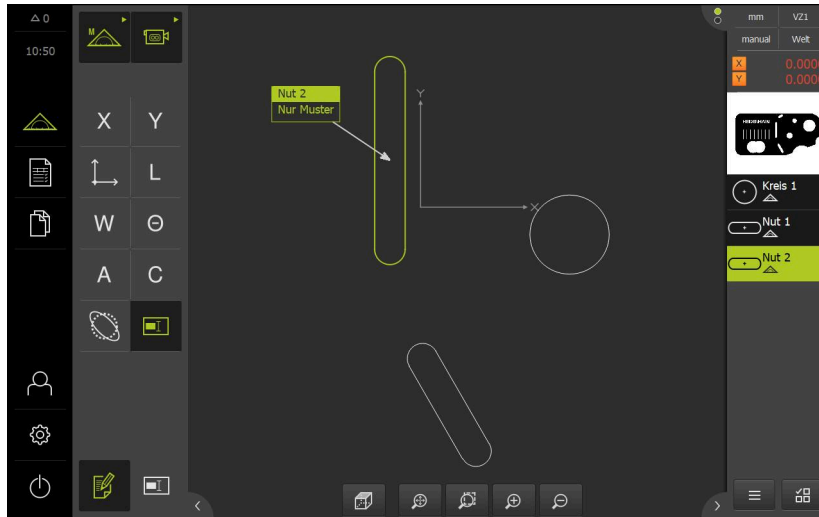 0
10:50
M
X
Y
L
W
Θ
A
C
Nut 2
Nur Muster
Y
X
mm
VZ1
manual
Welt
X
0.000
Y
0.000
HEIDENHAIN
Kreis 1
Nut 1
Nut 2